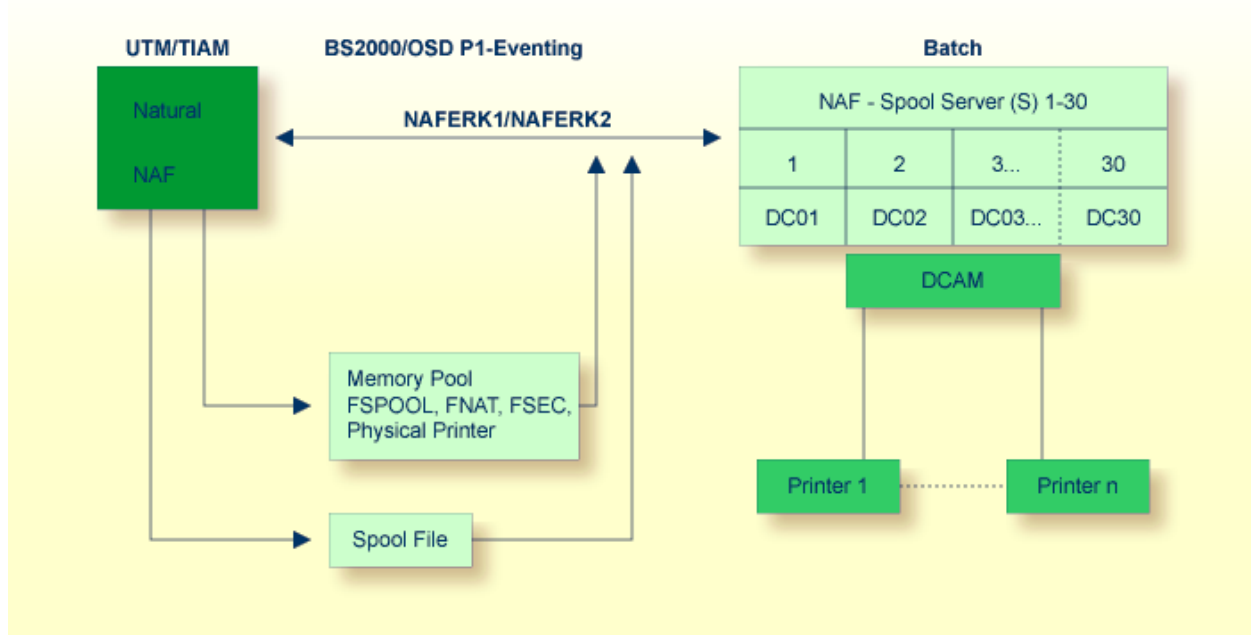 UTM/TIAM
BS2000/OSD P1-Eventing
Batch
Natural
NAF
NAFERK1/NAFERK2
NAF - Spool Server (S) 1-30
1
2
3...
30
DC01
DC02
DC03...
DC30
DCAM
Memory Pool
FSPOOL, FNAT, FSEC,
Physical Printer
Printer 1
Printer n
Spool File